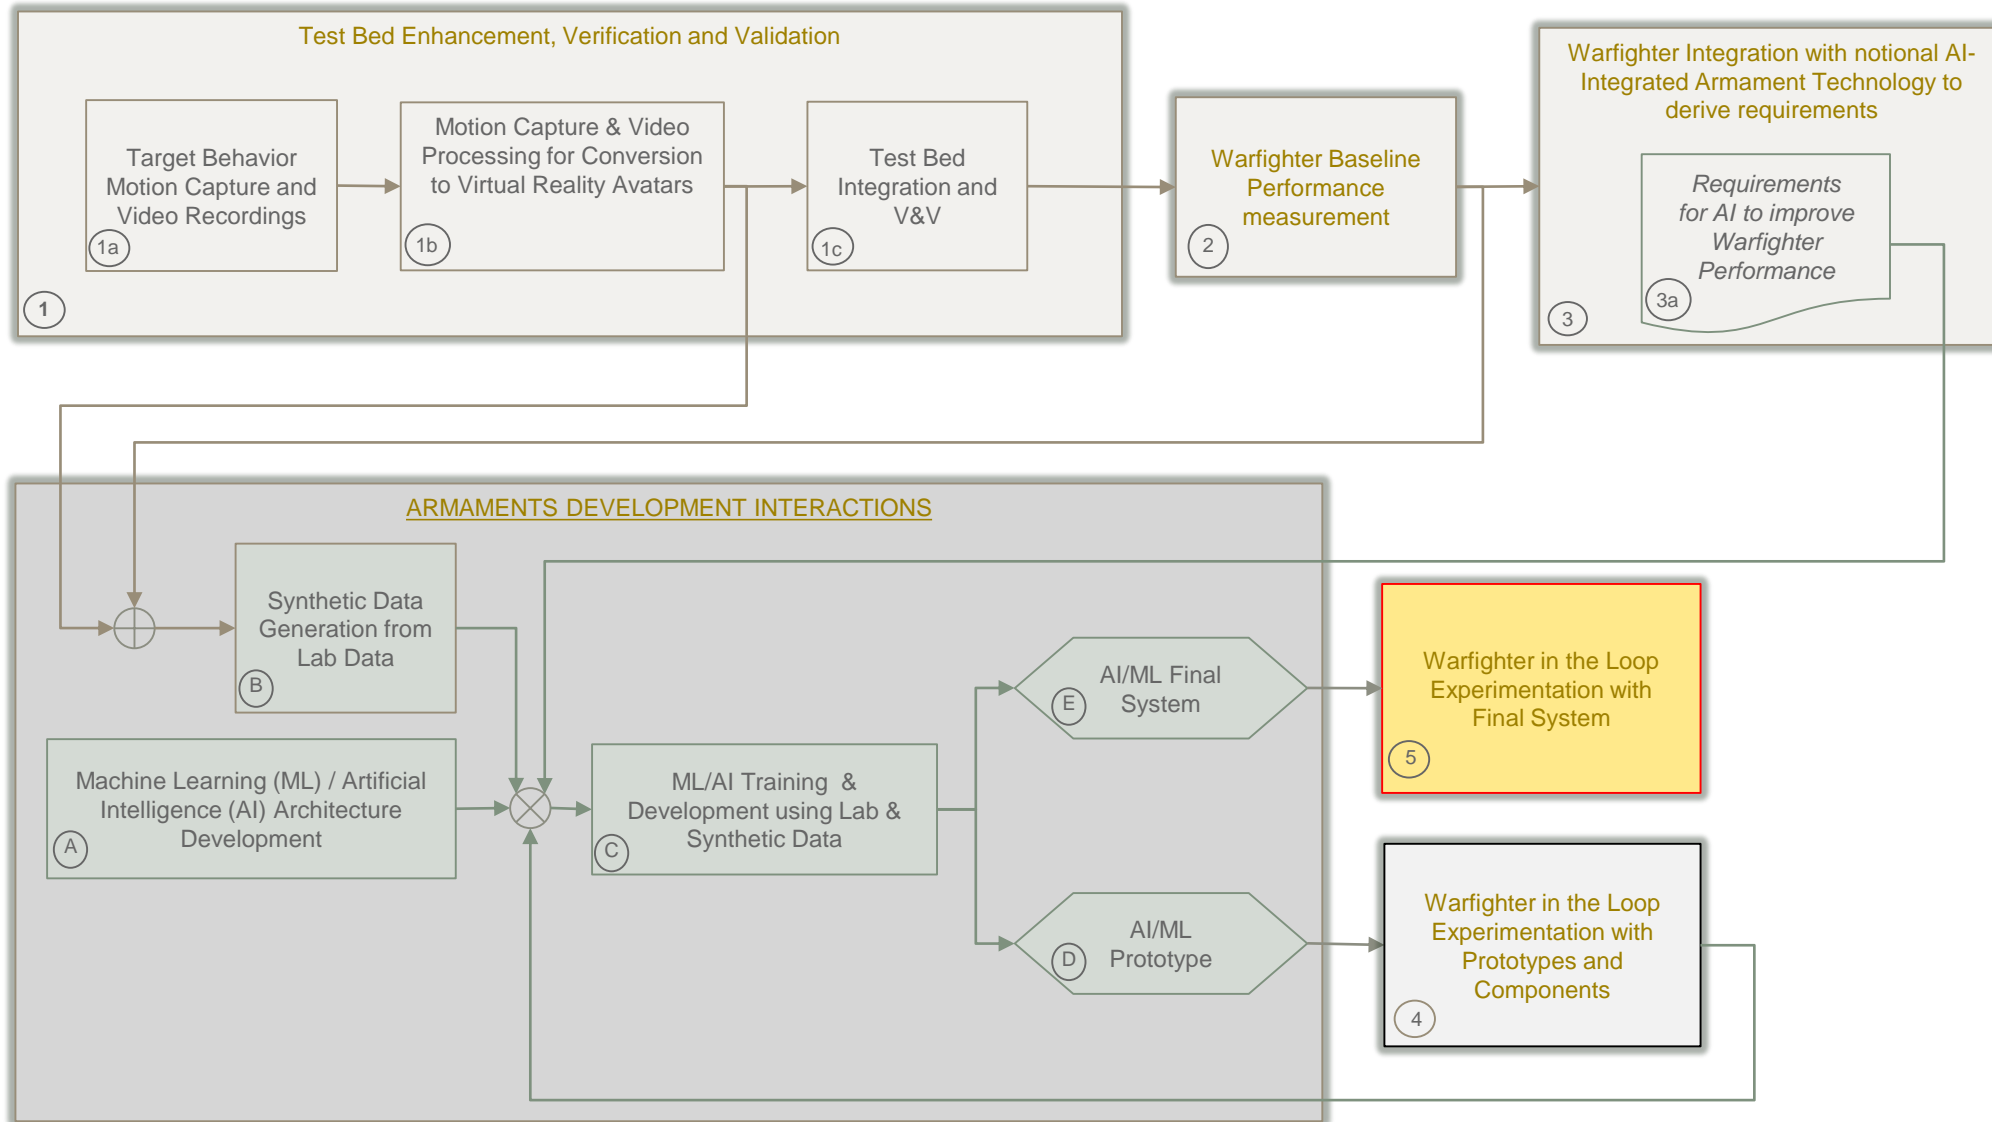 Test Bed Enhancement, Verification and Validation
Target Behavior
Motion Capture and
Video Recordings
1a
Motion Capture & Video
Processing for Conversion
to Virtual Reality Avatars
1b
Test Bed
Integration and
V&V
1c
1
Warfighter Baseline
Performance
measurement
2
Warfighter Integration with notional AI-
Integrated Armament Technology to
derive requirements
Requirements
for AI to improve
Warfighter
Performance
3a
3
ARMAMENTS DEVELOPMENT INTERACTIONS
Synthetic Data
Generation from
Lab Data
B
Machine Learning (ML) / Artificial
Intelligence (AI) Architecture
Development
A
ML/AI Training & 
Development using Lab &
Synthetic Data
C
AI/ML Final
System
E
AI/ML
Prototype
D
Warfighter in the Loop
Experimentation with
Final System
5
Warfighter in the Loop
Experimentation with
Prototypes and
Components
4